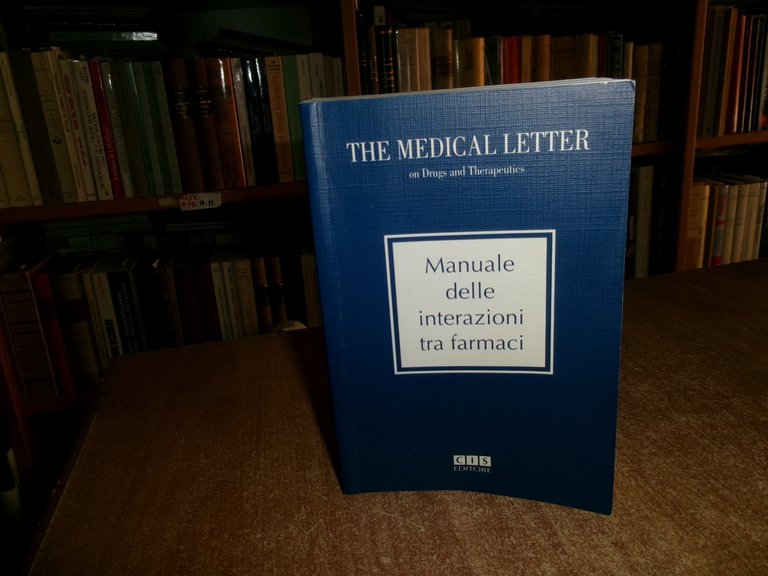 THE MEDICAL LETTER
on Drugs and Therapeutics
Manuale
delle
interazioni
tra farmaci
CIS
EDITORE